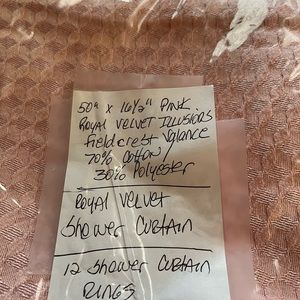 50" x 16½" PINK
ROYAL VELVET ILLUSIONS
Fieldcrest Valance
70% Cotton/
30% Polyester
ROYAL VELVET
Shower CURTAIN
12 Shower CURTAIN
RINGS